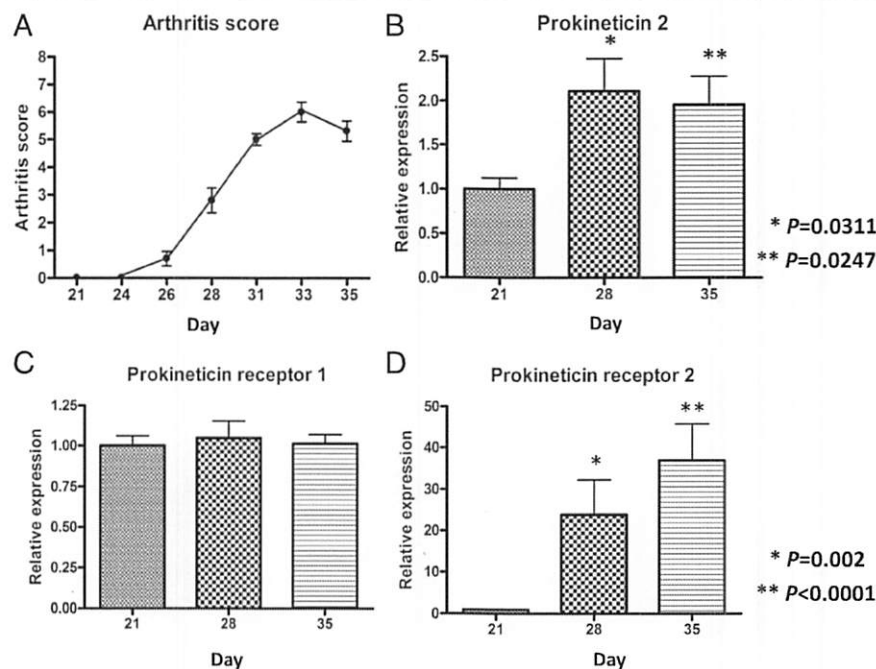 A
Arthritis score
Arthritis score
8
7
6
5
4
3
2
1
0
21 24 26 28 31 33 35
Day
B
Prokineticin 2
Relative expression
2.5
2.0
1.5
1.0
0.5
0.0
* **
21 28 35
Day
* P=0.0311
** P=0.0247
C
Prokineticin receptor 1
Relative expression
1.25
1.00
0.75
0.50
0.25
0.00
21 28 35
Day
D
Prokineticin receptor 2
Relative expression
50
40
30
20
10
0
* **
21 28 35
Day
* P=0.002
** P<0.0001